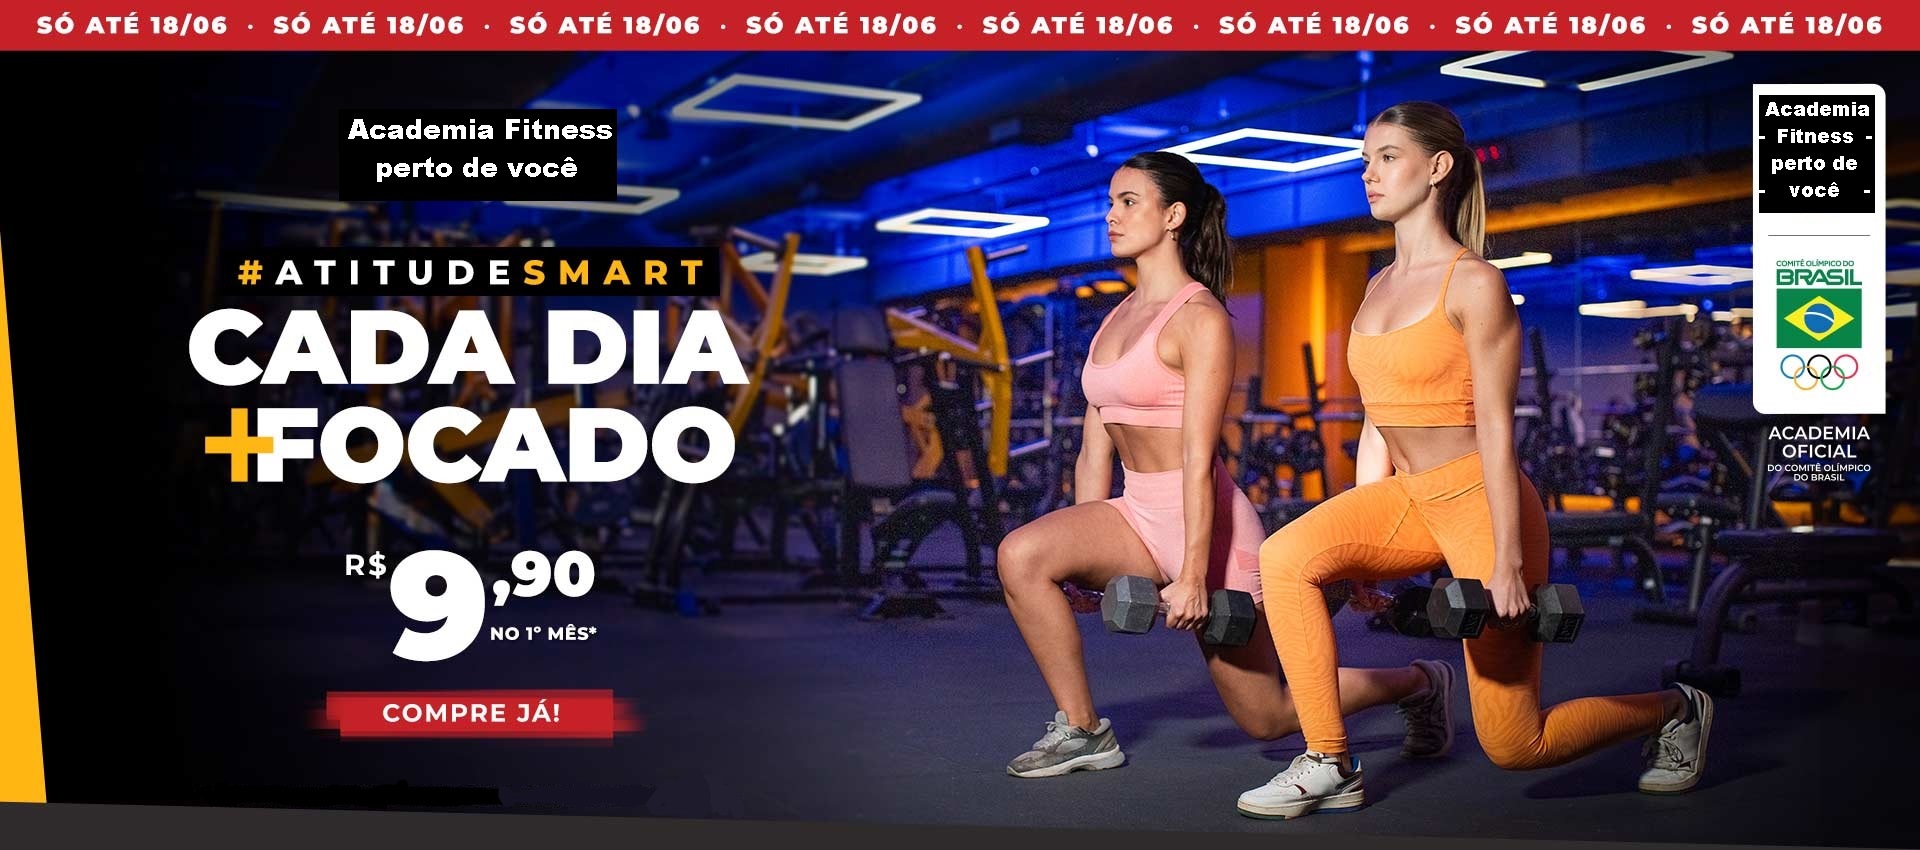 SÓ ATÉ 18/06 • SÓ ATÉ 18/06 • SÓ ATÉ 18/06 • SÓ ATÉ 18/06 • SÓ ATÉ 18/06 • SÓ ATÉ 18/06 • SÓ ATÉ 18/06 • SÓ ATÉ 18/06
Academia Fitness
perto de você
#ATITUDESMART
CADA DIA
+FOCADO
R$ 9,90
NO 1º MÊS*
COMPRE JÁ!
Academia
- Fitness -
perto de
- você -
COMITÊ OLÍMPICO DO
BRASIL
ACADEMIA
OFICIAL
DO COMITÊ OLÍMPICO
DO BRASIL